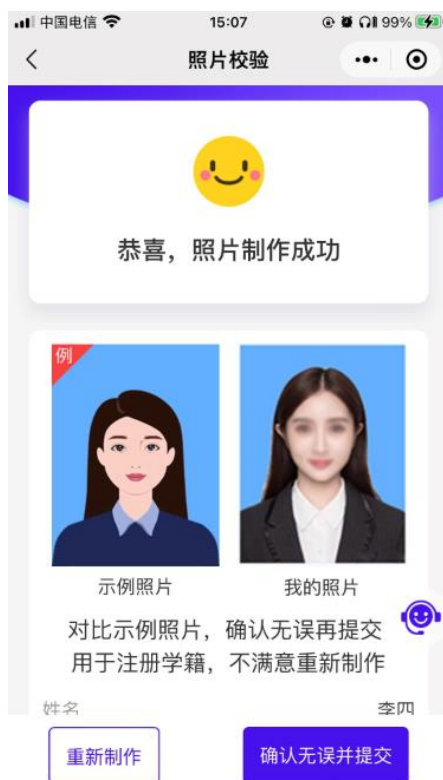 中国电信 15:07 99%
照片校验
恭喜，照片制作成功
例
示例照片 我的照片
对比示例照片，确认无误再提交
用于注册学籍，不满意重新制作
姓名 李四
重新制作 确认无误并提交